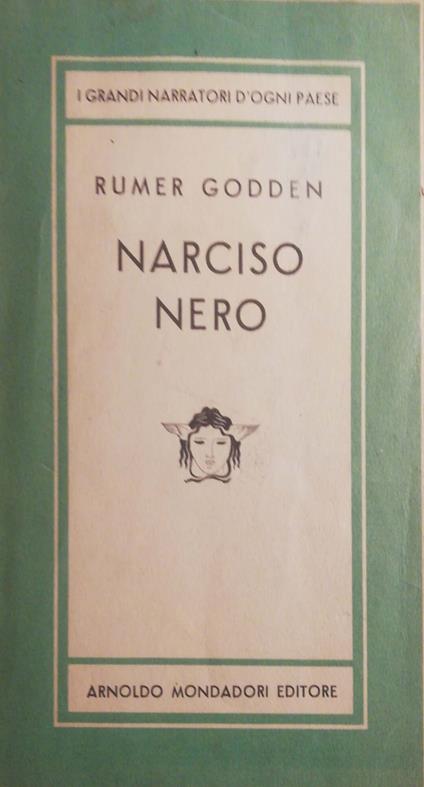 I GRANDI NARRATORI D'OGNI PAESE
RUMER GODDEN
NARCISO
NERO
ARNOLDO MONDADORI EDITORE